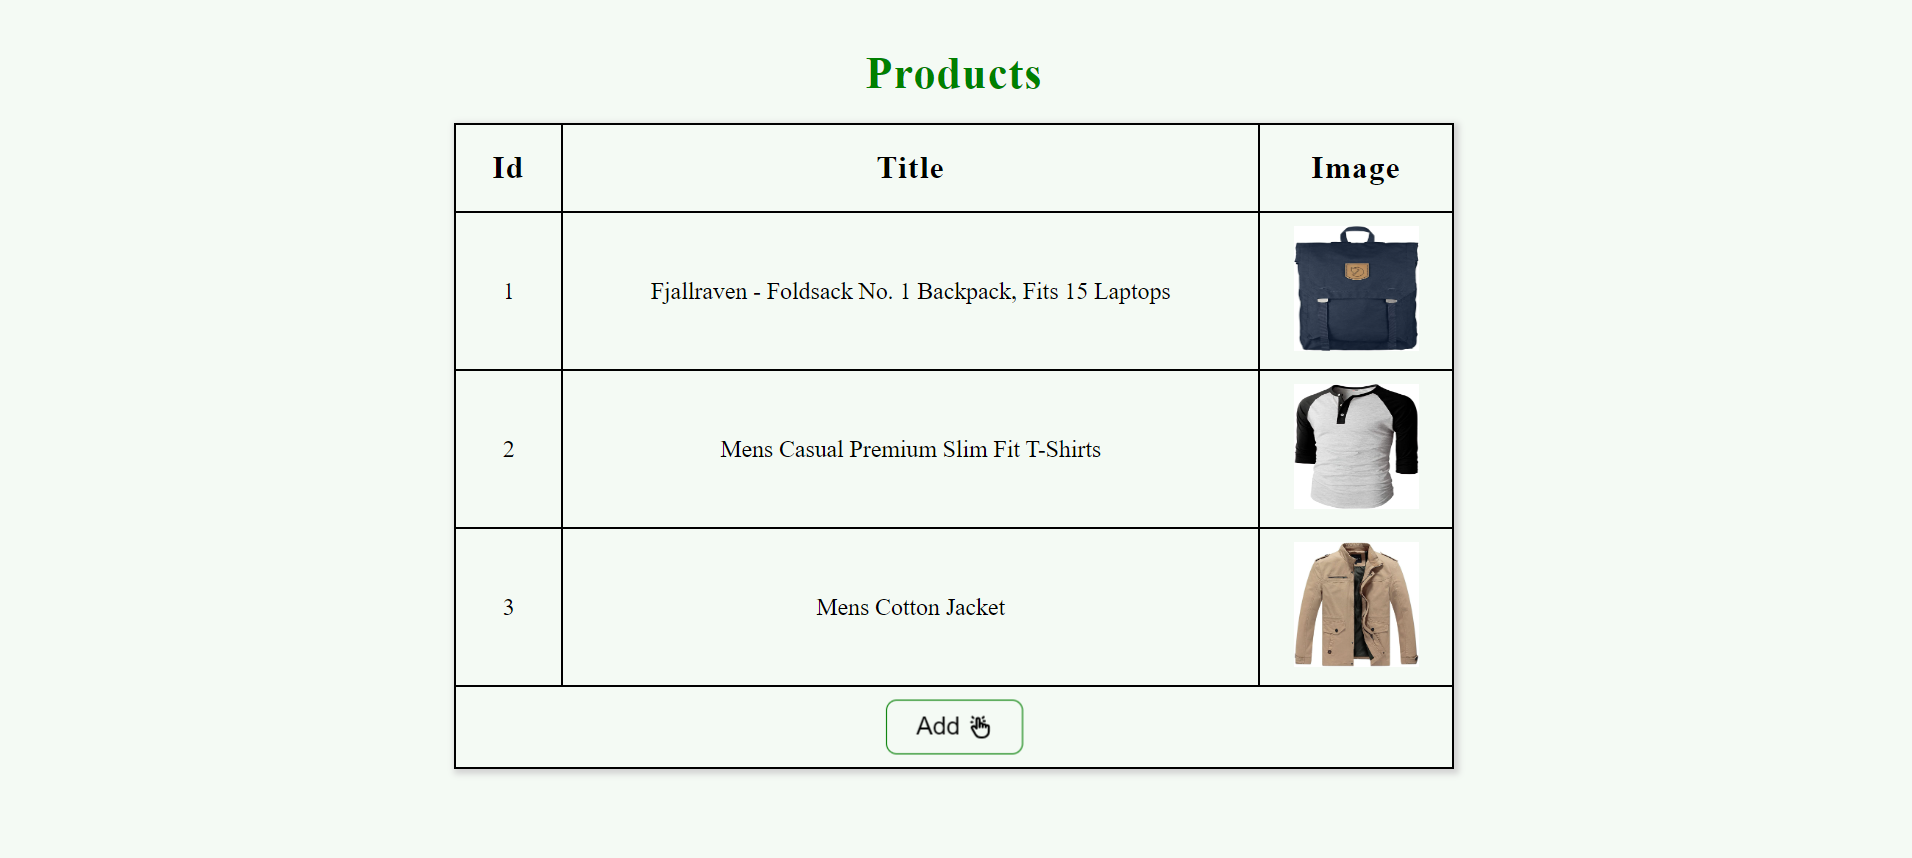 Products
Id Title Image
1 Fjallraven - Foldsack No. 1 Backpack, Fits 15 Laptops
2 Mens Casual Premium Slim Fit T-Shirts
3 Mens Cotton Jacket
Add